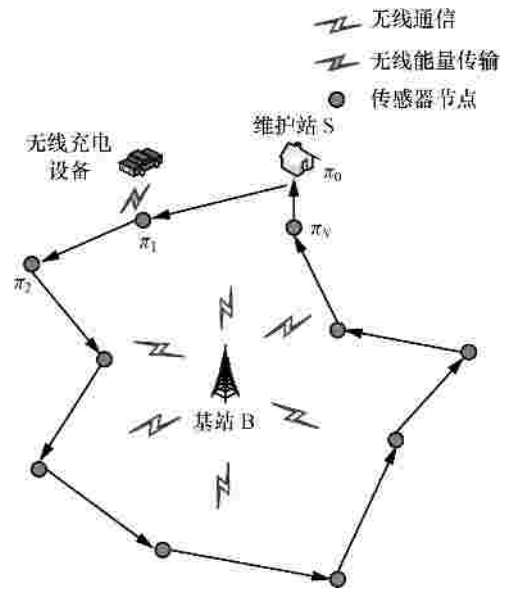 无线通信
无线能量传输
传感器节点
维护站 S
π₀
无线充电
设备
π₁
π_N
π₂
基站 B